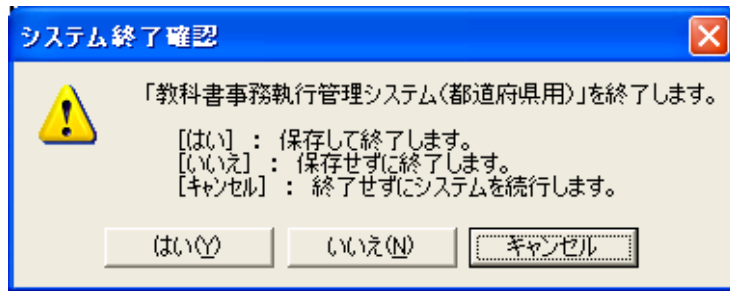 システム終了確認
「教科書事務執行管理システム(都道府県用)」を終了します。
[はい] : 保存して終了します。
[いいえ] : 保存せずに終了します。
[キャンセル] : 終了せずにシステムを続行します。
はい(Y)
いいえ(N)
キャンセル